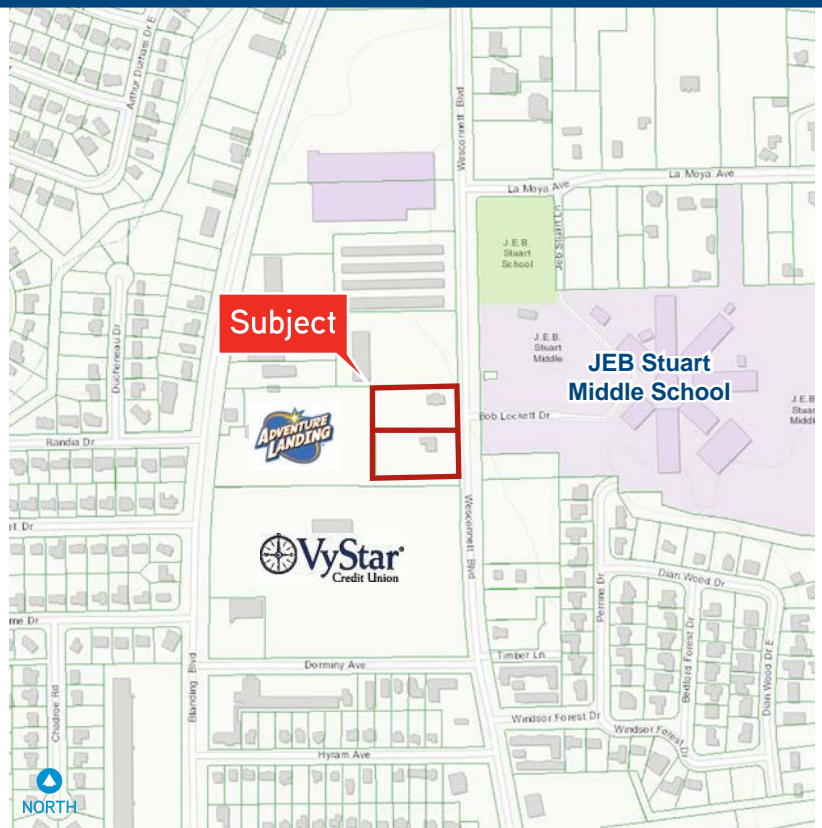 Arthur Durham Dr E
Wesconnett Blvd
La Moya Ave
La Moya Ave
Jeb Stuart Ln
J.E.B.
Stuart
School
Subject
J.E.B.
Stuart
Middle
JEB Stuart
Middle School
J.E.B.
Ducheneau Dr
ADVENTURE
LANDING
Bob Lockett Dr
Randia Dr
VyStar®
Credit Union
Wesconnett Blvd
Perrine Dr
Dian Wood Dr
Bedford Forest Dr
Dian Wood Dr E
Timber Ln
Dorminy Ave
Blanding Blvd
Windsor Forest Dr
Windsor Forest Dr
Hyram Ave
NORTH